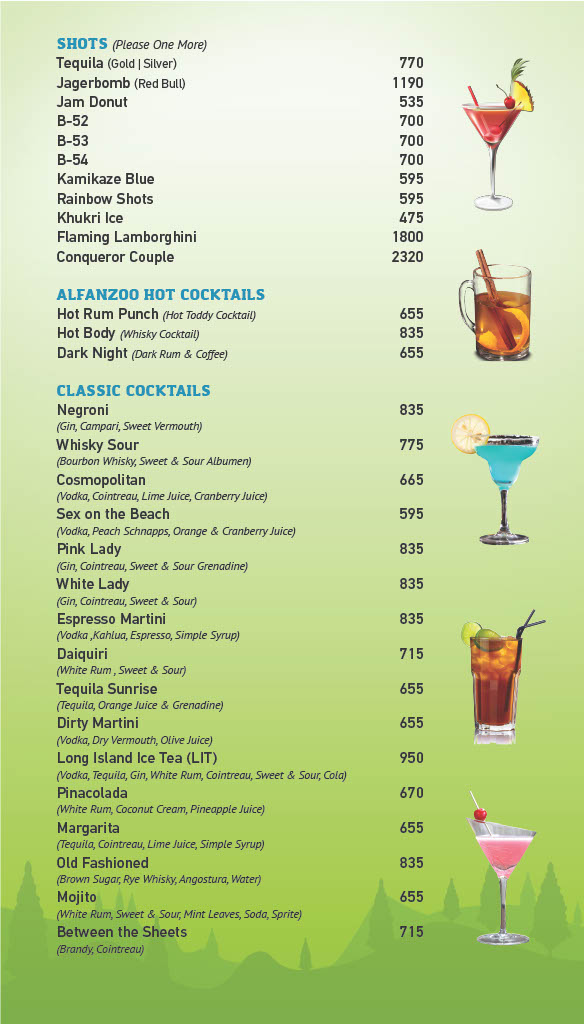 SHOTS (Please One More)
Tequila (Gold | Silver) 770
Jagerbomb (Red Bull) 1190
Jam Donut 535
B-52 700
B-53 700
B-54 700
Kamikaze Blue 595
Rainbow Shots 595
Khukri Ice 475
Flaming Lamborghini 1800
Conqueror Couple 2320
ALFANZOO HOT COCKTAILS
Hot Rum Punch (Hot Toddy Cocktail) 655
Hot Body (Whisky Cocktail) 835
Dark Night (Dark Rum & Coffee) 655
CLASSIC COCKTAILS
Negroni 835
(Gin, Campari, Sweet Vermouth)
Whisky Sour 775
(Bourbon Whisky, Sweet & Sour Albumen)
Cosmopolitan 665
(Vodka, Cointreau, Lime Juice, Cranberry Juice)
Sex on the Beach 595
(Vodka, Peach Schnapps, Orange & Cranberry Juice)
Pink Lady 835
(Gin, Cointreau, Sweet & Sour Grenadine)
White Lady 835
(Gin, Cointreau, Sweet & Sour)
Espresso Martini 835
(Vodka ,Kahlua, Espresso, Simple Syrup)
Daiquiri 715
(White Rum , Sweet & Sour)
Tequila Sunrise 655
(Tequila, Orange Juice & Grenadine)
Dirty Martini 655
(Vodka, Dry Vermouth, Olive Juice)
Long Island Ice Tea (LIT) 950
(Vodka, Tequila, Gin, White Rum, Cointreau, Sweet & Sour, Cola)
Pinacolada 670
(White Rum, Coconut Cream, Pineapple Juice)
Margarita 655
(Tequila, Cointreau, Lime Juice, Simple Syrup)
Old Fashioned 835
(Brown Sugar, Rye Whisky, Angostura, Water)
Mojito 655
(White Rum, Sweet & Sour, Mint Leaves, Soda, Sprite)
Between the Sheets 715
(Brandy, Cointreau)